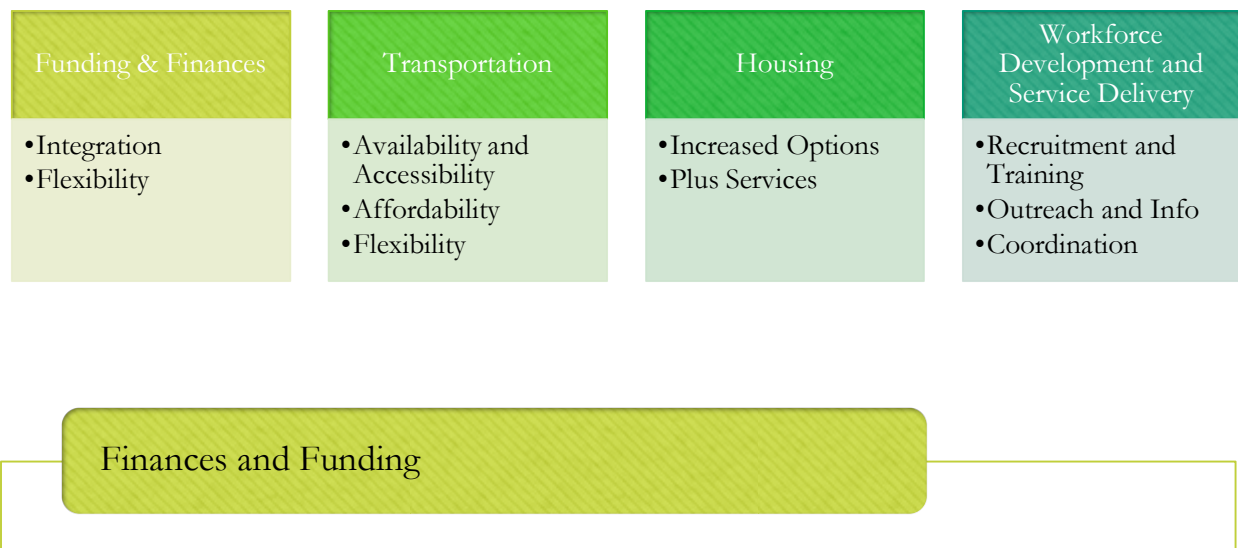 Funding & Finances
•Integration
•Flexibility
Transportation
•Availability and
Accessibility
•Affordability
•Flexibility
Housing
•Increased Options
•Plus Services
Workforce
Development and
Service Delivery
•Recruitment and
Training
•Outreach and Info
•Coordination
Finances and Funding